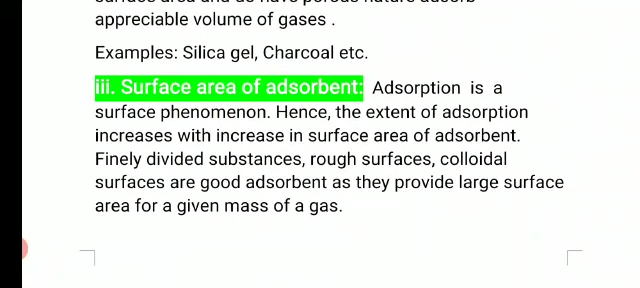 appreciable volume of gases .
Examples: Silica gel, Charcoal etc.
iii. Surface area of adsorbent: Adsorption is a
surface phenomenon. Hence, the extent of adsorption
increases with increase in surface area of adsorbent.
Finely divided substances, rough surfaces, colloidal
surfaces are good adsorbent as they provide large surface
area for a given mass of a gas.